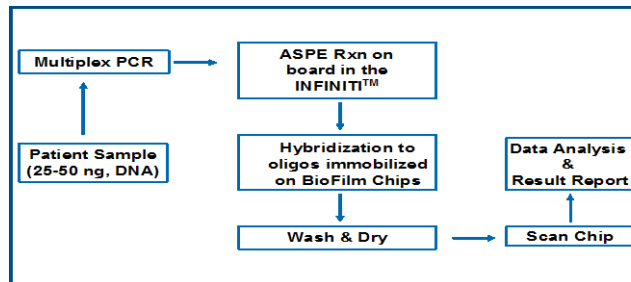 Multiplex PCR
Patient Sample
(25-50 ng, DNA)
ASPE Rxn on
board in the
INFINITI™
Hybridization to
oligos immobilized
on BioFilm Chips
Wash & Dry
Scan Chip
Data Analysis
&
Result Report